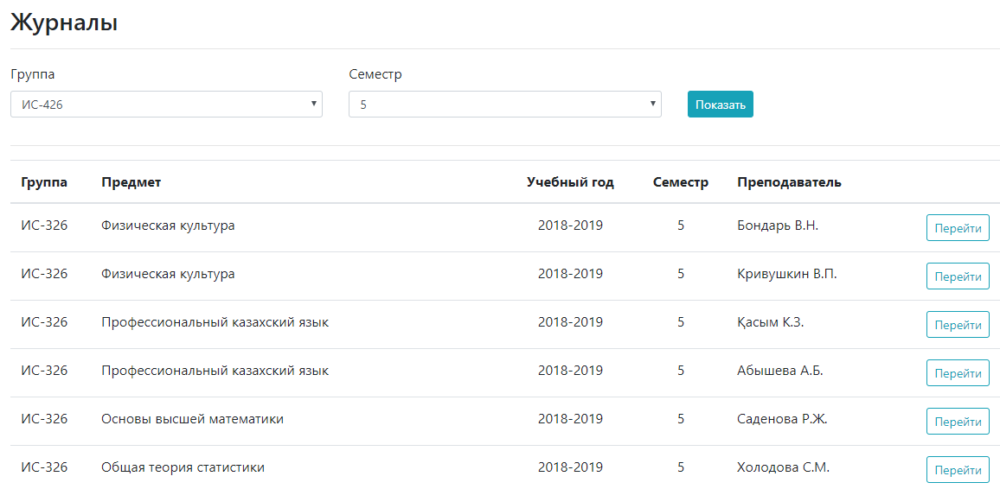 Журналы
Группа Семестр
ИС-426 5 Показать
Группа Предмет Учебный год Семестр Преподаватель
ИС-326 Физическая культура 2018-2019 5 Бондарь В.Н. Перейти
ИС-326 Физическая культура 2018-2019 5 Кривушкин В.П. Перейти
ИС-326 Профессиональный казахский язык 2018-2019 5 Қасым К.З. Перейти
ИС-326 Профессиональный казахский язык 2018-2019 5 Абышева А.Б. Перейти
ИС-326 Основы высшей математики 2018-2019 5 Саденова Р.Ж. Перейти
ИС-326 Общая теория статистики 2018-2019 5 Холодова С.М. Перейти